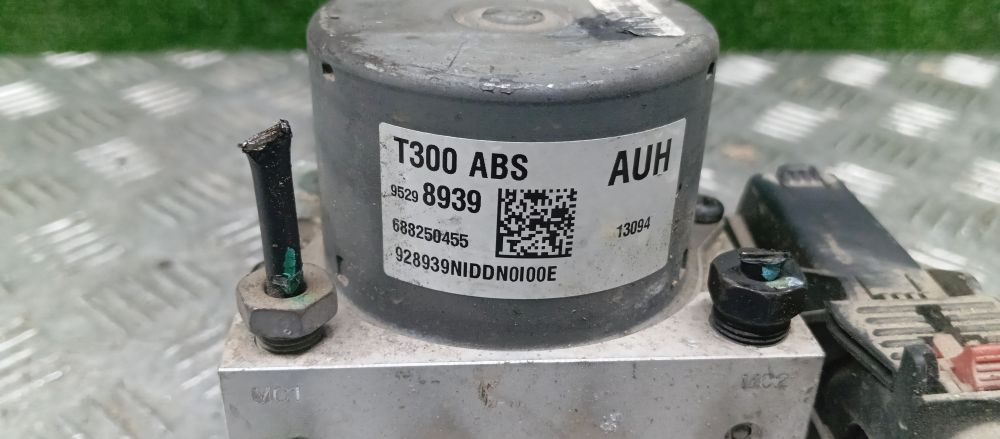 T300 ABS
AUH
9529 8939
688250455
13094
928939NIDDN0I00E
MC1
MC2